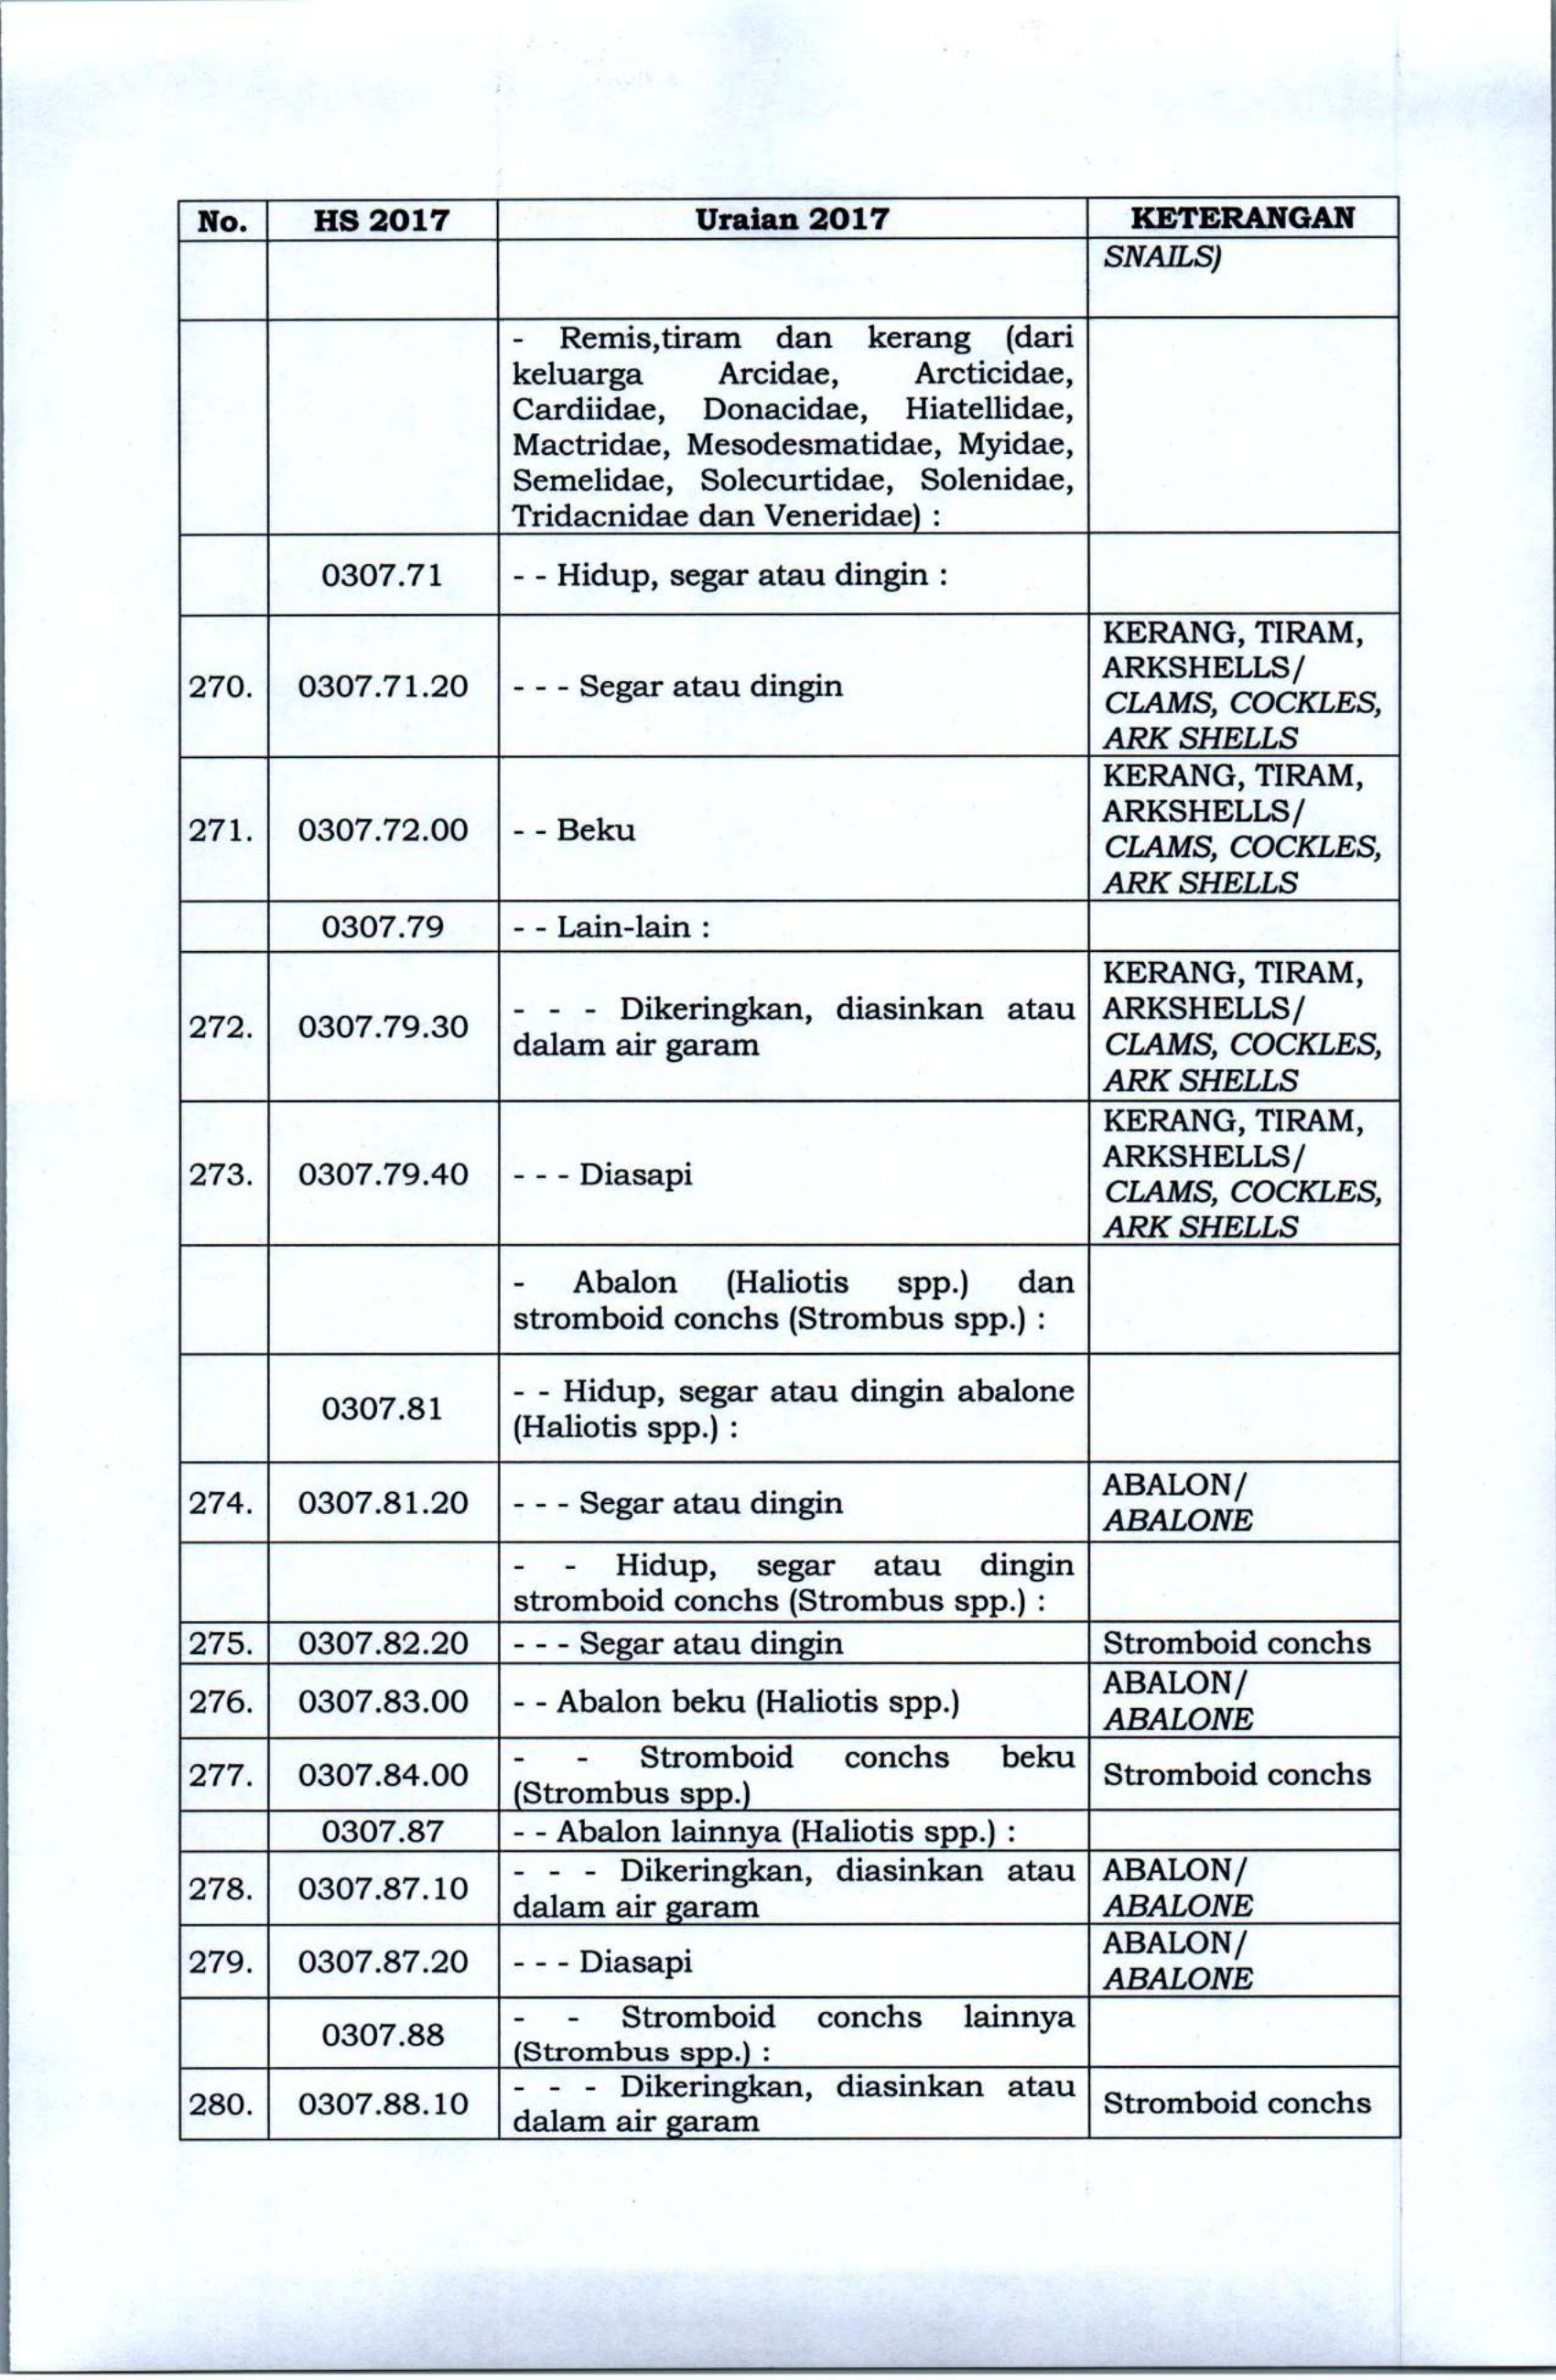 No. HS 2017 Uraian 2017 KETERANGAN
SNAILS)
- Remis,tiram dan kerang (dari
keluarga Arcidae, Arcticidae,
Cardiidae, Donacidae, Hiatellidae,
Mactridae, Mesodesmatidae, Myidae,
Semelidae, Solecurtidae, Solenidae,
Tridacnidae dan Veneridae) :
0307.71 - - Hidup, segar atau dingin :
270. 0307.71.20 - - - Segar atau dingin
KERANG, TIRAM,
ARKSHELLS/
CLAMS, COCKLES,
ARK SHELLS
271. 0307.72.00 - - Beku
KERANG, TIRAM,
ARKSHELLS/
CLAMS, COCKLES,
ARK SHELLS
0307.79 - - Lain-lain :
272. 0307.79.30
- - - Dikeringkan, diasinkan atau
dalam air garam
KERANG, TIRAM,
ARKSHELLS/
CLAMS, COCKLES,
ARK SHELLS
273. 0307.79.40 - - - Diasapi
KERANG, TIRAM,
ARKSHELLS/
CLAMS, COCKLES,
ARK SHELLS
- Abalon (Haliotis spp.) dan
stromboid conchs (Strombus spp.) :
0307.81
- - Hidup, segar atau dingin abalone
(Haliotis spp.) :
274. 0307.81.20 - - - Segar atau dingin
ABALON/
ABALONE
- - Hidup, segar atau dingin
stromboid conchs (Strombus spp.) :
275. 0307.82.20 - - - Segar atau dingin Stromboid conchs
276. 0307.83.00 - - Abalon beku (Haliotis spp.)
ABALON/
ABALONE
277. 0307.84.00
- - Stromboid conchs beku
(Strombus spp.)
Stromboid conchs
0307.87 - - Abalon lainnya (Haliotis spp.) :
278. 0307.87.10
- - - Dikeringkan, diasinkan atau
dalam air garam
ABALON/
ABALONE
279. 0307.87.20 - - - Diasapi
ABALON/
ABALONE
0307.88
- - Stromboid conchs lainnya
(Strombus spp.) :
280. 0307.88.10
- - - Dikeringkan, diasinkan atau
dalam air garam
Stromboid conchs